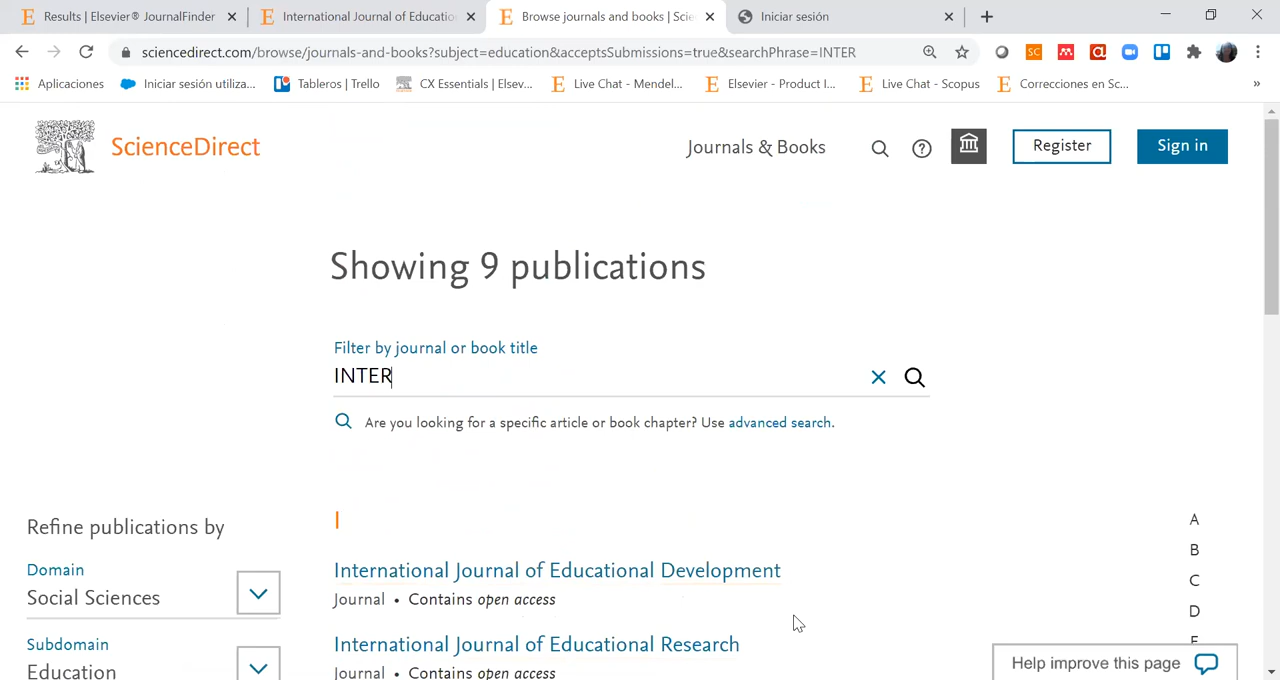 Results | Elsevier® JournalFinder
International Journal of Educatio
Browse journals and books | Scie
Iniciar sesión
sciencedirect.com/browse/journals-and-books?subject=education&acceptsSubmissions=true&searchPhrase=INTER
Aplicaciones
Iniciar sesión utiliza...
Tableros | Trello
CX Essentials | Elsev...
Live Chat - Mendel...
Elsevier - Product I...
Live Chat - Scopus
Correcciones en Sc...
»
ScienceDirect
Journals & Books
Register
Sign in
Showing 9 publications
Filter by journal or book title
INTER
Are you looking for a specific article or book chapter? Use advanced search.
Refine publications by
Domain
Social Sciences
Subdomain
Education
I
International Journal of Educational Development
Journal • Contains open access
International Journal of Educational Research
Journal • Contains open access
A
B
C
D
E
Help improve this page